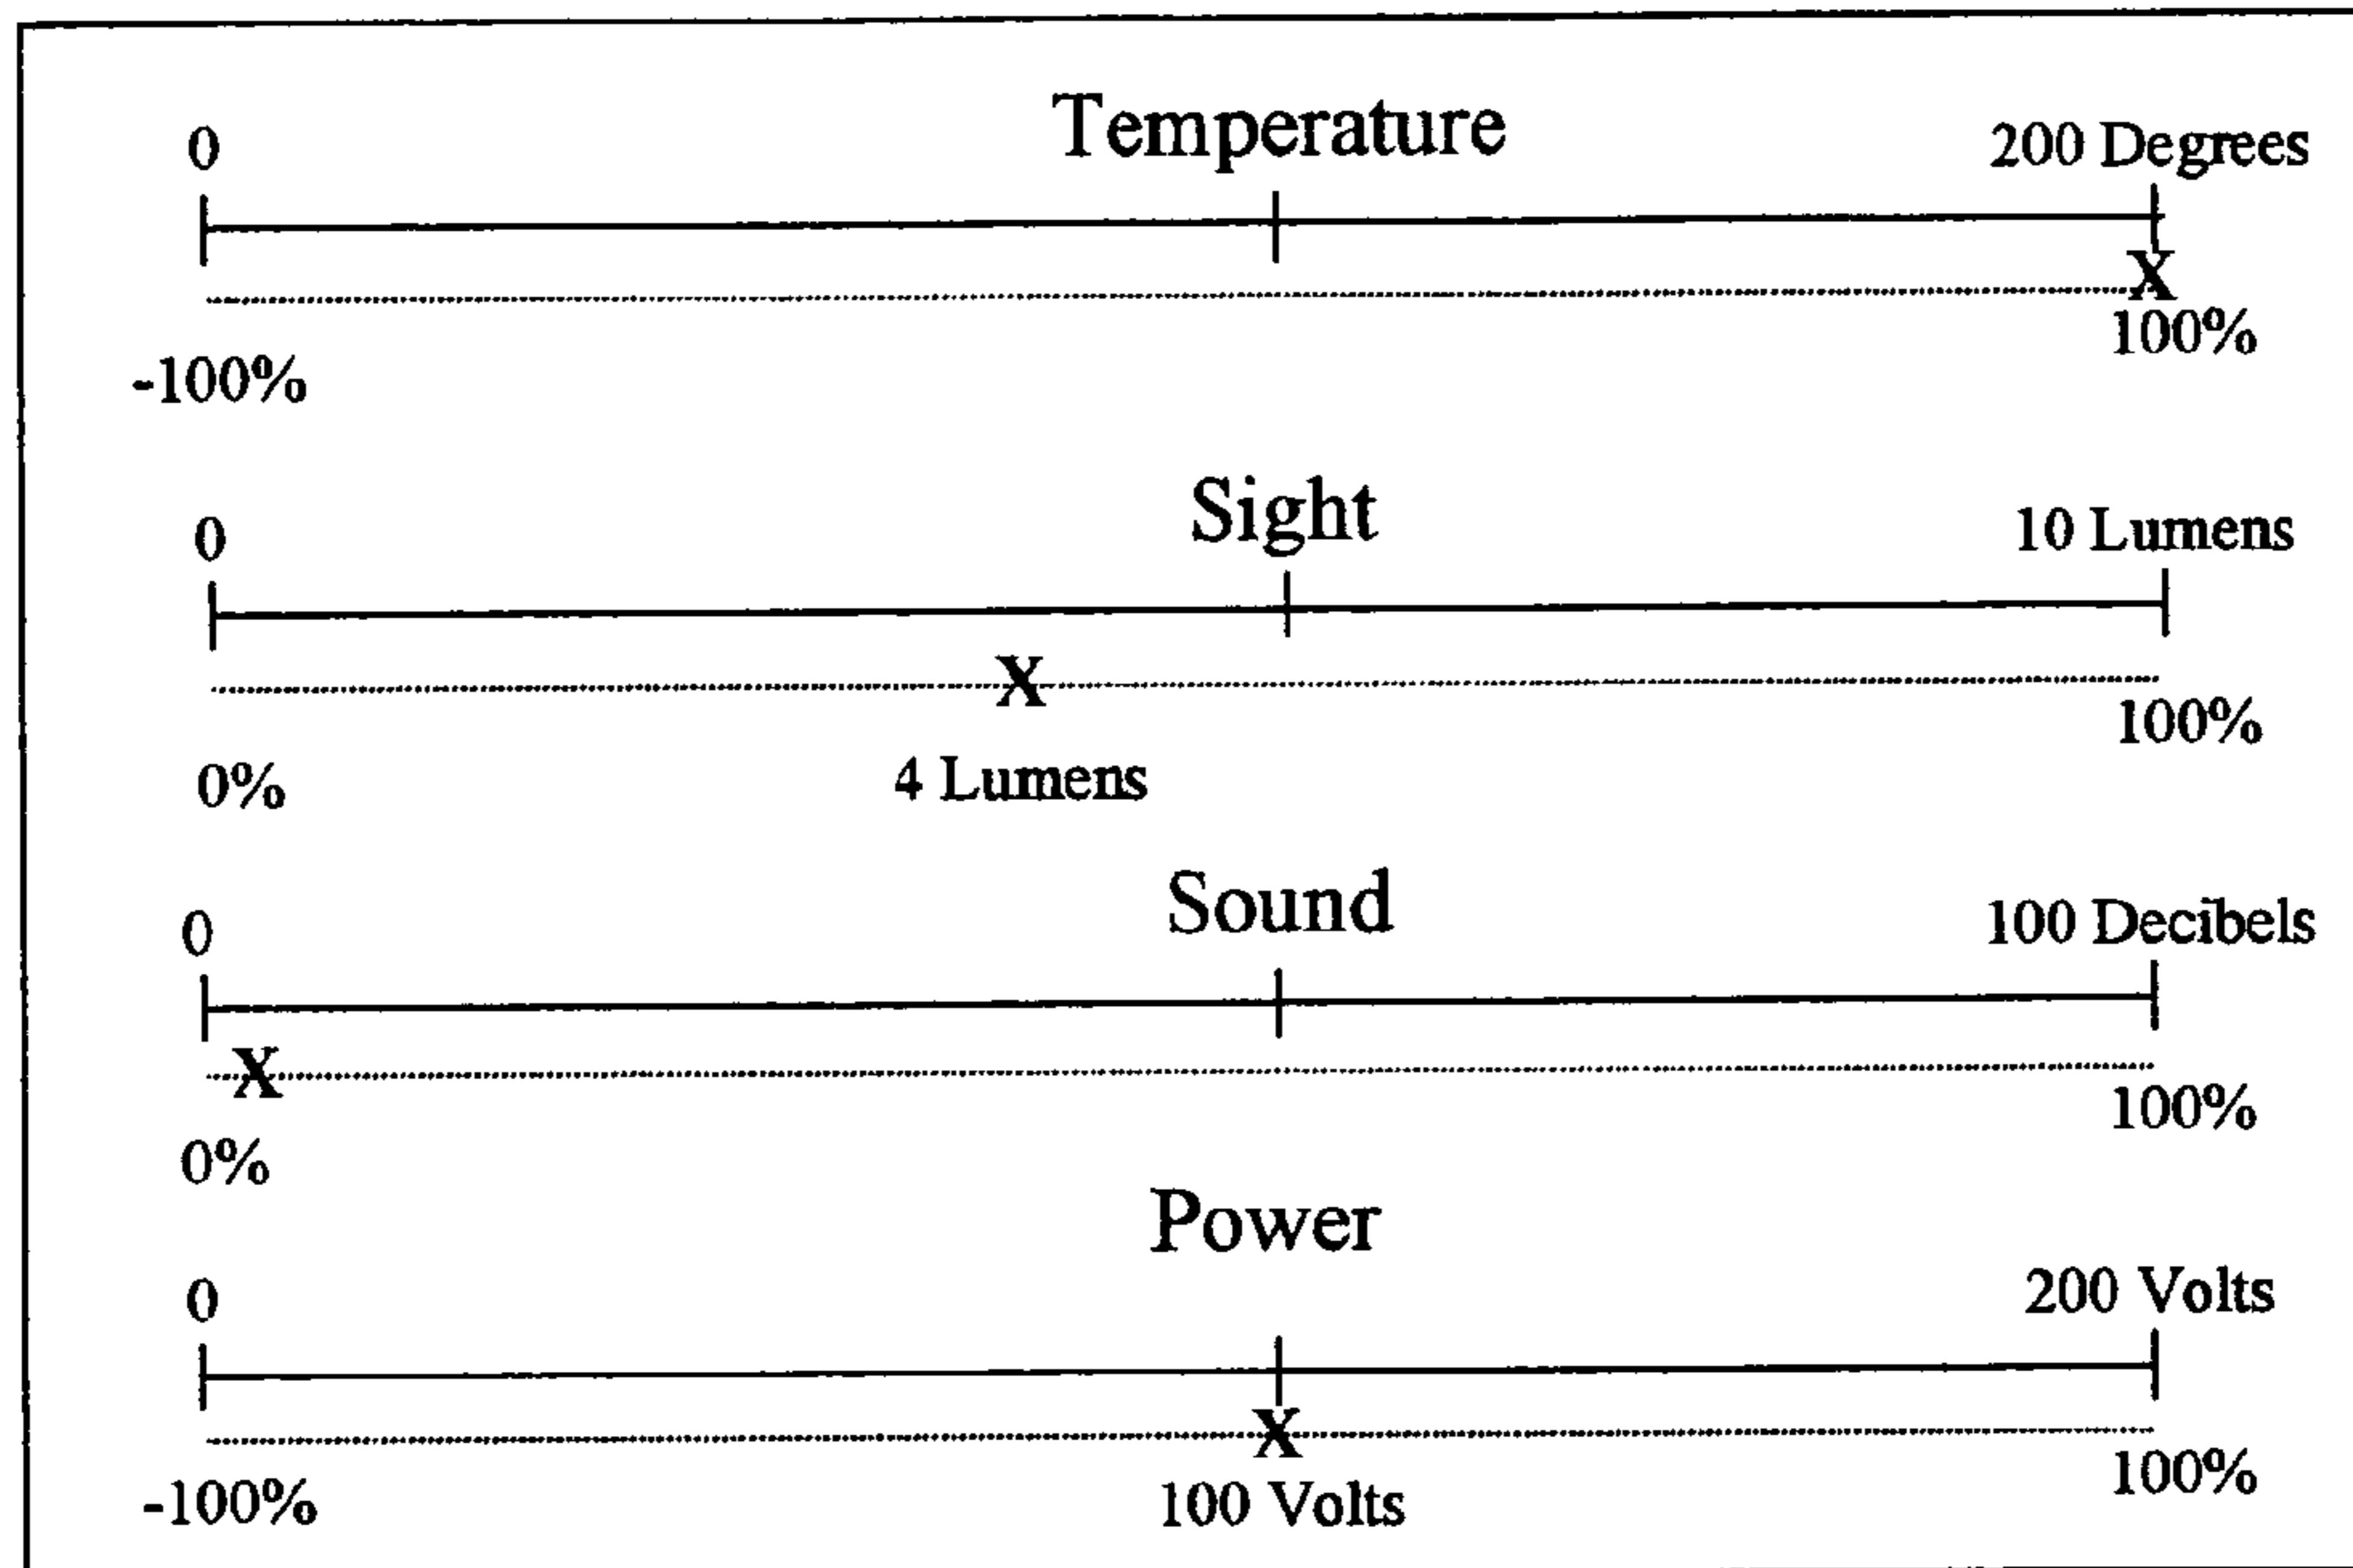 Temperature
0 200 Degrees
X
100%
-100%
Sight
0 10 Lumens
X
100%
0% 4 Lumens
Sound
0 100 Decibels
X
100%
0%
Power
0 200 Volts
X
100%
-100% 100 Volts